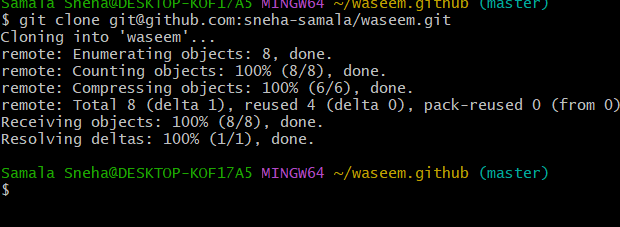 Samala Sneha@DESKTOP-KOF17A5 MINGW64 ~/waseem.github (master)
$ git clone git@github.com:sneha-samala/waseem.git
Cloning into 'waseem'...
remote: Enumerating objects: 8, done.
remote: Counting objects: 100% (8/8), done.
remote: Compressing objects: 100% (6/6), done.
remote: Total 8 (delta 1), reused 4 (delta 0), pack-reused 0 (from 0)
Receiving objects: 100% (8/8), done.
Resolving deltas: 100% (1/1), done.
Samala Sneha@DESKTOP-KOF17A5 MINGW64 ~/waseem.github (master)
$